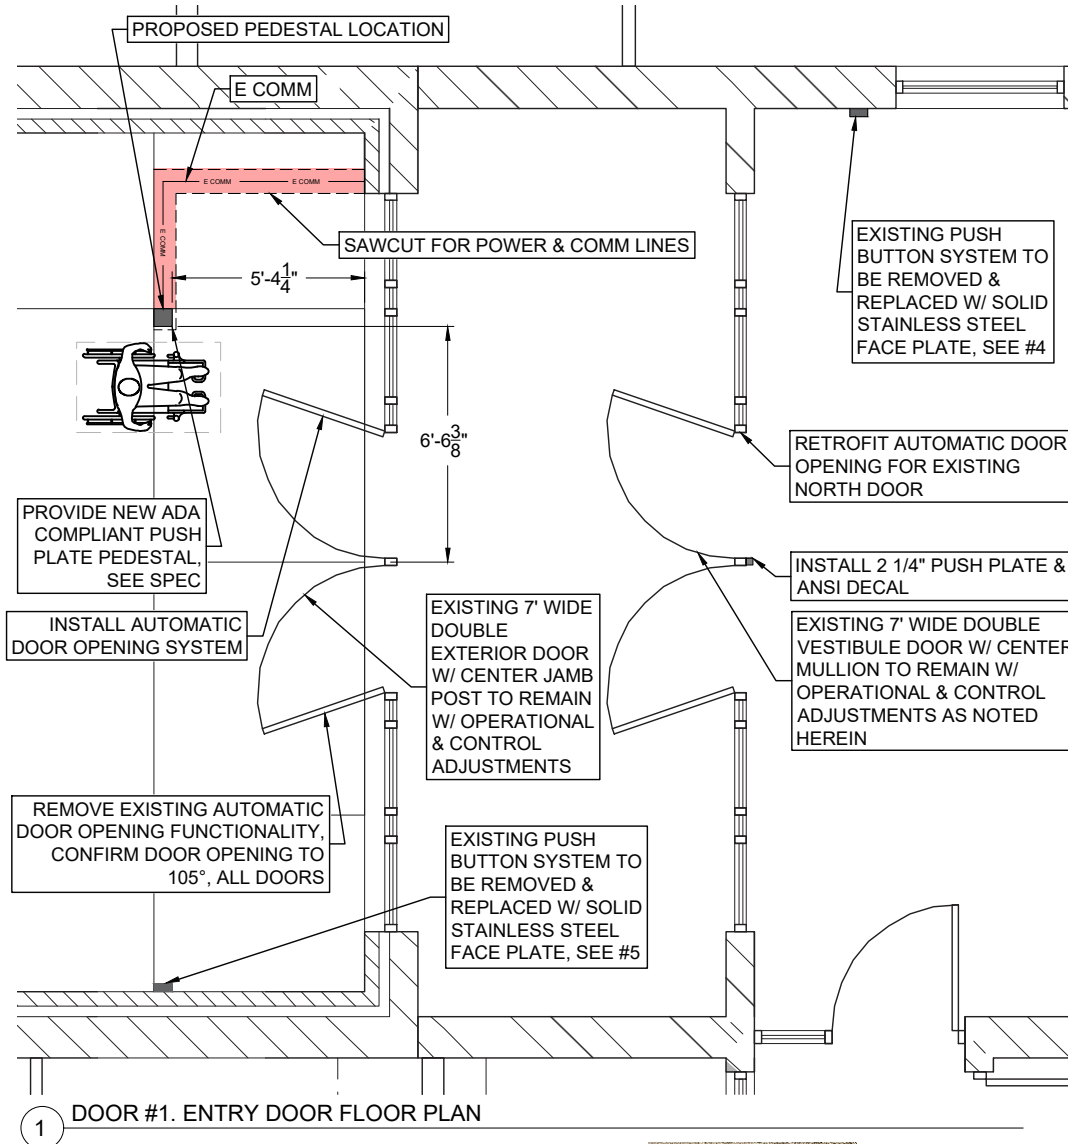 PROPOSED PEDESTAL LOCATION
E COMM
E COMM
E COMM
E COMM
SAWCUT FOR POWER & COMM LINES
5'-4 1/4"
EXISTING PUSH
BUTTON SYSTEM TO
BE REMOVED &
REPLACED W/ SOLID
STAINLESS STEEL
FACE PLATE, SEE #4
6'-6 3/8"
RETROFIT AUTOMATIC DOOR
OPENING FOR EXISTING
NORTH DOOR
PROVIDE NEW ADA
COMPLIANT PUSH
PLATE PEDESTAL,
SEE SPEC
INSTALL 2 1/4" PUSH PLATE &
ANSI DECAL
INSTALL AUTOMATIC
DOOR OPENING SYSTEM
EXISTING 7' WIDE
DOUBLE
EXTERIOR DOOR
W/ CENTER JAMB
POST TO REMAIN
W/ OPERATIONAL
& CONTROL
ADJUSTMENTS
EXISTING 7' WIDE DOUBLE
VESTIBULE DOOR W/ CENTER
MULLION TO REMAIN W/
OPERATIONAL & CONTROL
ADJUSTMENTS AS NOTED
HEREIN
REMOVE EXISTING AUTOMATIC
DOOR OPENING FUNCTIONALITY,
CONFIRM DOOR OPENING TO
105°, ALL DOORS
EXISTING PUSH
BUTTON SYSTEM TO
BE REMOVED &
REPLACED W/ SOLID
STAINLESS STEEL
FACE PLATE, SEE #5
1
DOOR #1. ENTRY DOOR FLOOR PLAN